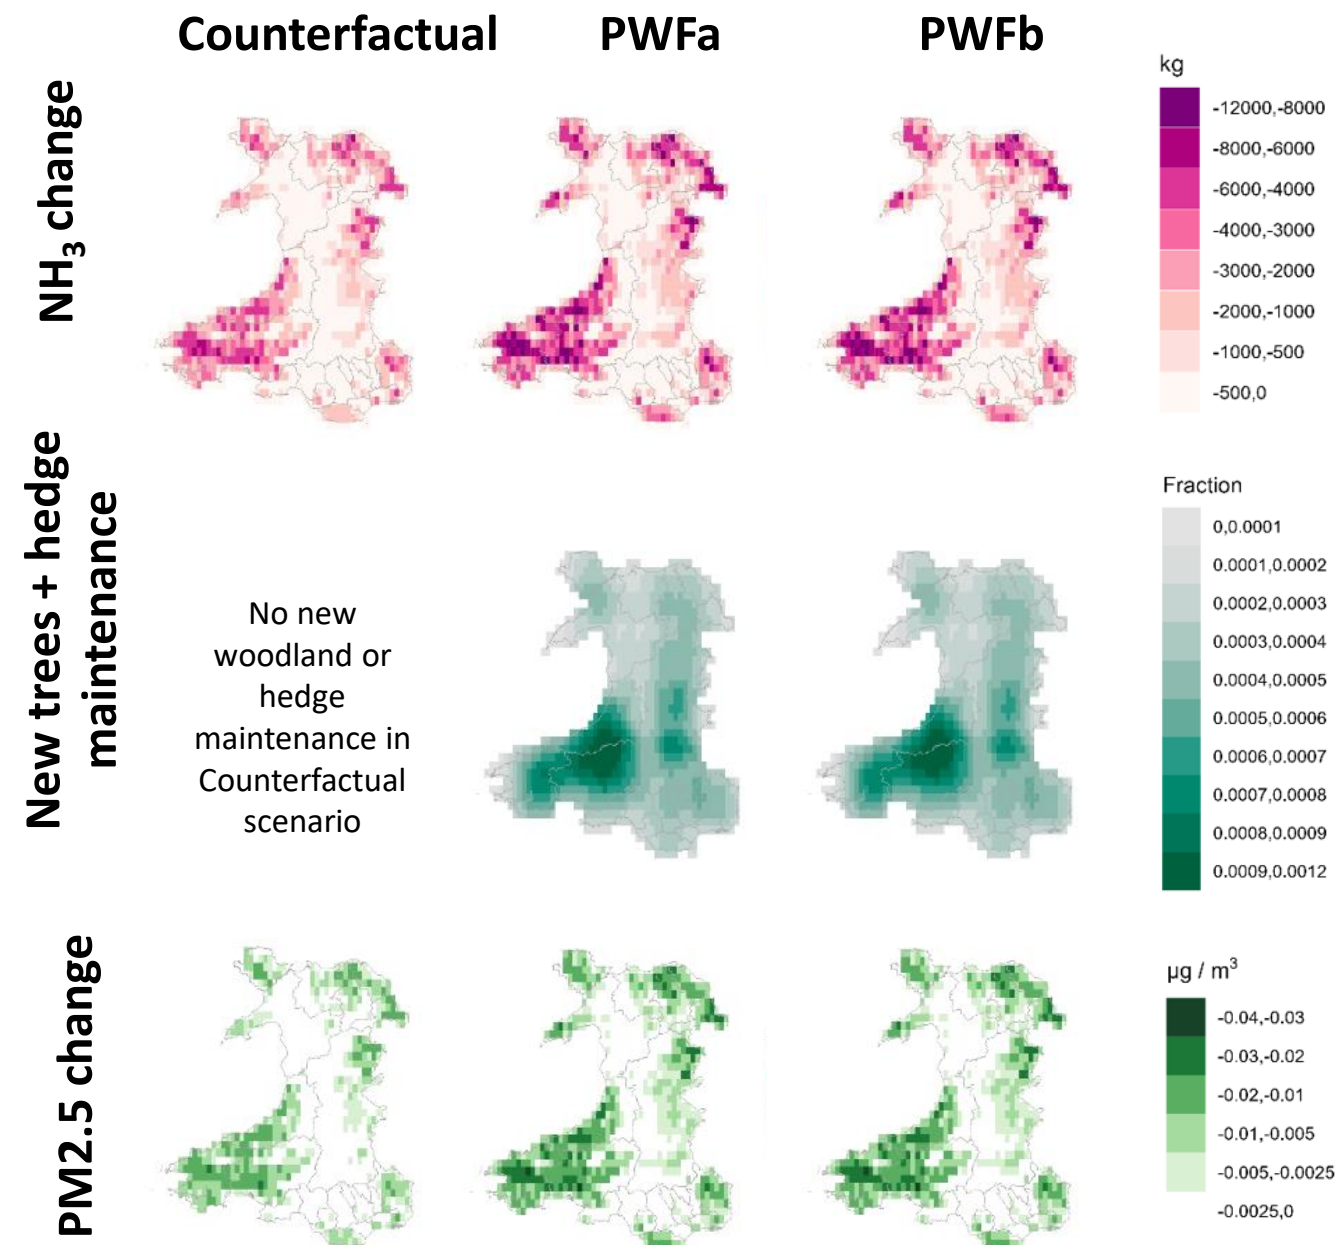 Counterfactual PWFa PWFb
NH3 change
kg
-12000,-8000
-8000,-6000
-6000,-4000
-4000,-3000
-3000,-2000
-2000,-1000
-1000,-500
-500,0
New trees + hedge
maintenance
No new
woodland or
hedge
maintenance in
Counterfactual
scenario
Fraction
0,0.0001
0.0001,0.0002
0.0002,0.0003
0.0003,0.0004
0.0004,0.0005
0.0005,0.0006
0.0006,0.0007
0.0007,0.0008
0.0008,0.0009
0.0009,0.0012
PM2.5 change
µg / m³
-0.04,-0.03
-0.03,-0.02
-0.02,-0.01
-0.01,-0.005
-0.005,-0.0025
-0.0025,0